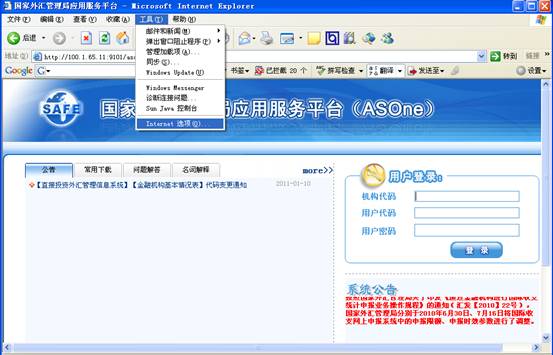 国家外汇管理局应用服务平台 - Microsoft Internet Explorer
文件(F) 编辑(E) 查看(V) 收藏(A) 工具(T) 帮助(H)
邮件和新闻(M)
弹出窗口阻止程序(P)
管理加载项(A)...
同步(S)...
Windows Update(U)
Windows Messenger
诊断连接问题...
Sun Java 控制台
Internet 选项(O)...
后退
地址(D) http://100.1.65.11:9101/aso
转到 链接
Google 书签 已拦截 20 个 拼写检查 翻译 发送至 设置
SAFE 国家 局应用服务平台（ASOne）
公告 常用下载 问题解答 名词解释 more>>
【直接投资外汇管理信息系统】【金融机构基本情况表】代码变更通知 2011-01-10
用户登录:
机构代码
用户代码
用户密码
登 录
系统公告
统计申报业务操作规程》的通知（汇发【2010】22号），
国家外汇管理局分别于2010年6月30日、7月16日将国际收
支网上申报系统中的申报限额、申报时效参数进行了调整。